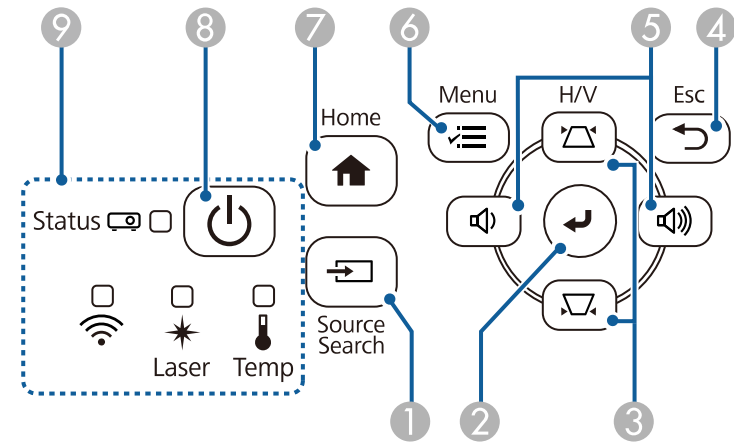 9
8
7
6
5
4
Menu
H/V
Esc
Home
Status
Source
Search
Laser
Temp
1
2
3